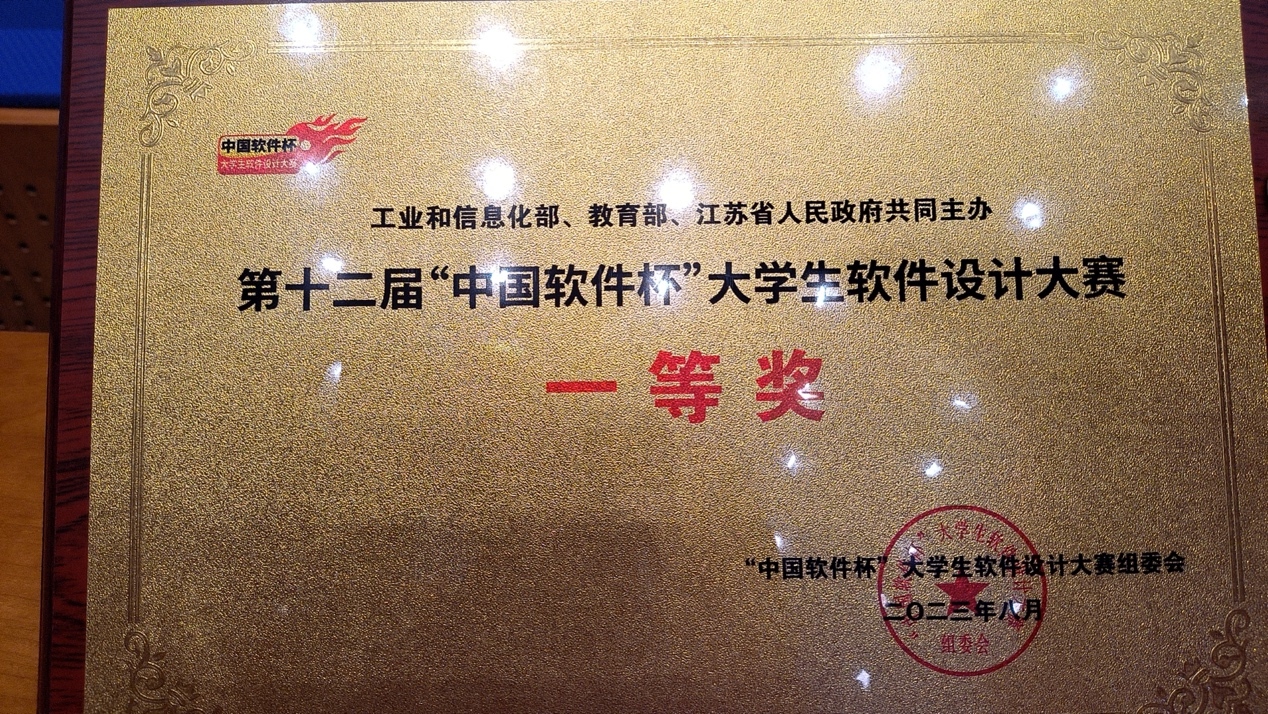 中国软件杯
大学生软件设计大赛
工业和信息化部、教育部、江苏省人民政府共同主办
第十二届“中国软件杯”大学生软件设计大赛
一等奖
“中国软件杯”大学生软件设计大赛组委会
二〇二三年八月
组委会